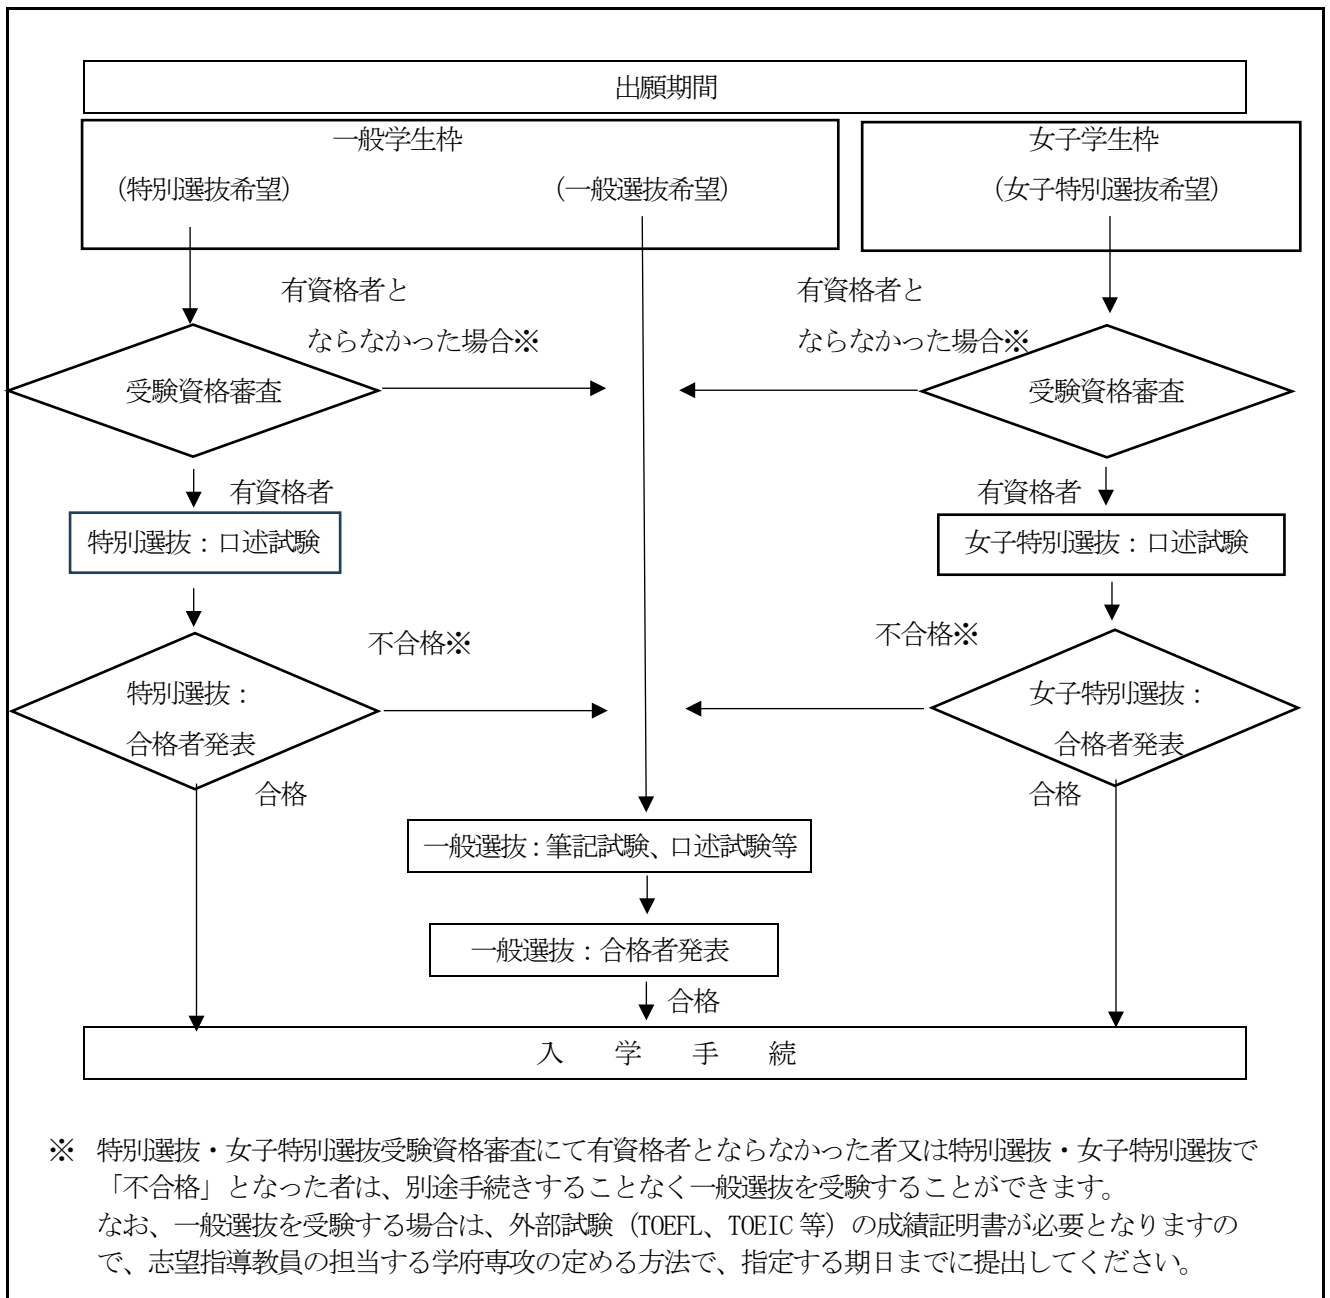 出願期間
一般学生枠
（特別選抜希望）
（一般選抜希望）
女子学生枠
（女子特別選抜希望）
有資格者と
ならなかった場合※
有資格者と
ならなかった場合※
受験資格審査
受験資格審査
有資格者
有資格者
特別選抜：口述試験
女子特別選抜：口述試験
不合格※
不合格※
特別選抜：
合格者発表
女子特別選抜：
合格者発表
合格
合格
一般選抜：筆記試験、口述試験等
一般選抜：合格者発表
合格
入　学　手　続
※　特別選抜・女子特別選抜受験資格審査にて有資格者とならなかった者又は特別選抜・女子特別選抜で
「不合格」となった者は、別途手続きすることなく一般選抜を受験することができます。
なお、一般選抜を受験する場合は、外部試験（TOEFL、TOEIC 等）の成績証明書が必要となりますの
で、志望指導教員の担当する学府専攻の定める方法で、指定する期日までに提出してください。